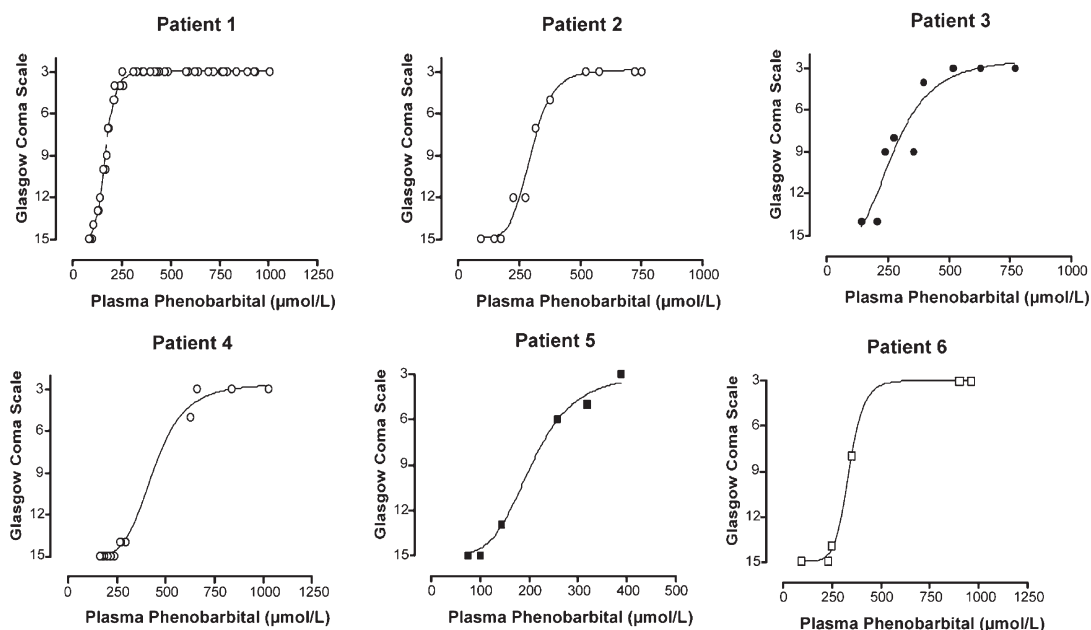 Patient 1
Glasgow Coma Scale
3
6
9
12
15
0 250 500 750 1000 1250
Plasma Phenobarbital (µmol/L)
Patient 2
Glasgow Coma Scale
3
6
9
12
15
0 250 500 750 1000
Plasma Phenobarbital (µmol/L)
Patient 3
Glasgow Coma Scale
3
6
9
12
15
0 250 500 750 1000
Plasma Phenobarbital (µmol/L)
Patient 4
Glasgow Coma Scale
3
6
9
12
15
0 250 500 750 1000 1250
Plasma Phenobarbital (µmol/L)
Patient 5
Glasgow Coma Scale
3
6
9
12
15
0 100 200 300 400 500
Plasma Phenobarbital (µmol/L)
Patient 6
Glasgow Coma Scale
3
6
9
12
15
0 250 500 750 1000 1250
Plasma Phenobarbital (µmol/L)